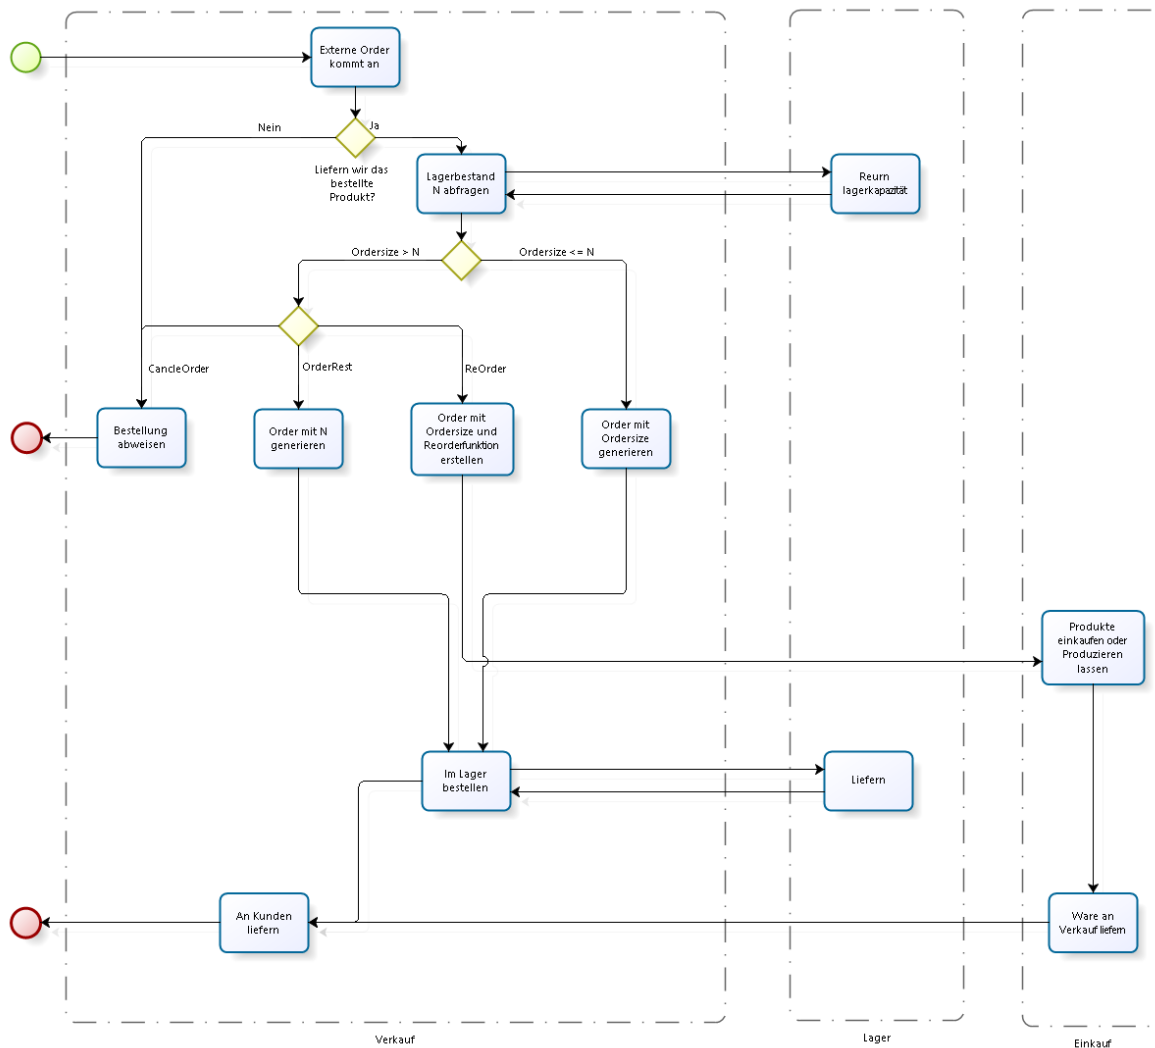 Externe Order
kommt an
Nein
Ja
Liefern wir das
bestellte
Produkt?
Lagerbestand
N abfragen
Reurn
lagerkapazität
Ordersize > N
Ordersize <= N
CancleOrder
OrderRest
ReOrder
Bestellung
abweisen
Order mit N
generieren
Order mit
Ordersize und
Reorderfunktion
erstellen
Order mit
Ordersize
generieren
Produkte
einkaufen oder
Produzieren
lassen
Im Lager
bestellen
Liefern
An Kunden
liefern
Ware an
Verkauf liefern
Verkauf
Lager
Einkauf